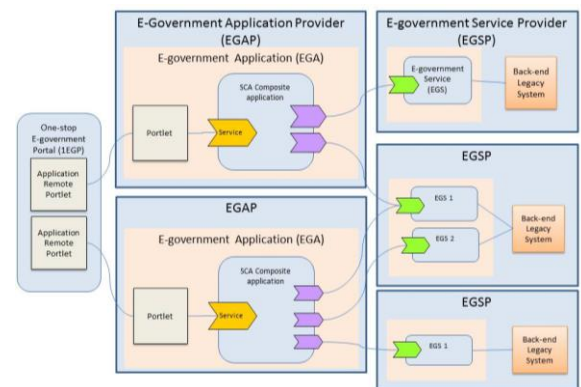 One-stop
E-government
Portal (1EGP)
Application
Remote
Portlet
Application
Remote
Portlet
E-Government Application Provider
(EGAP)
E-government Application (EGA)
SCA Composite
application
Portlet
Service
EGAP
E-government Application (EGA)
SCA Composite
application
Portlet
Service
E-government Service Provider
(EGSP)
E-government
Service
(EGS)
Back-end
Legacy
System
EGSP
EGS 1
EGS 2
Back-end
Legacy
System
EGSP
EGS 1
Back-end
Legacy
System